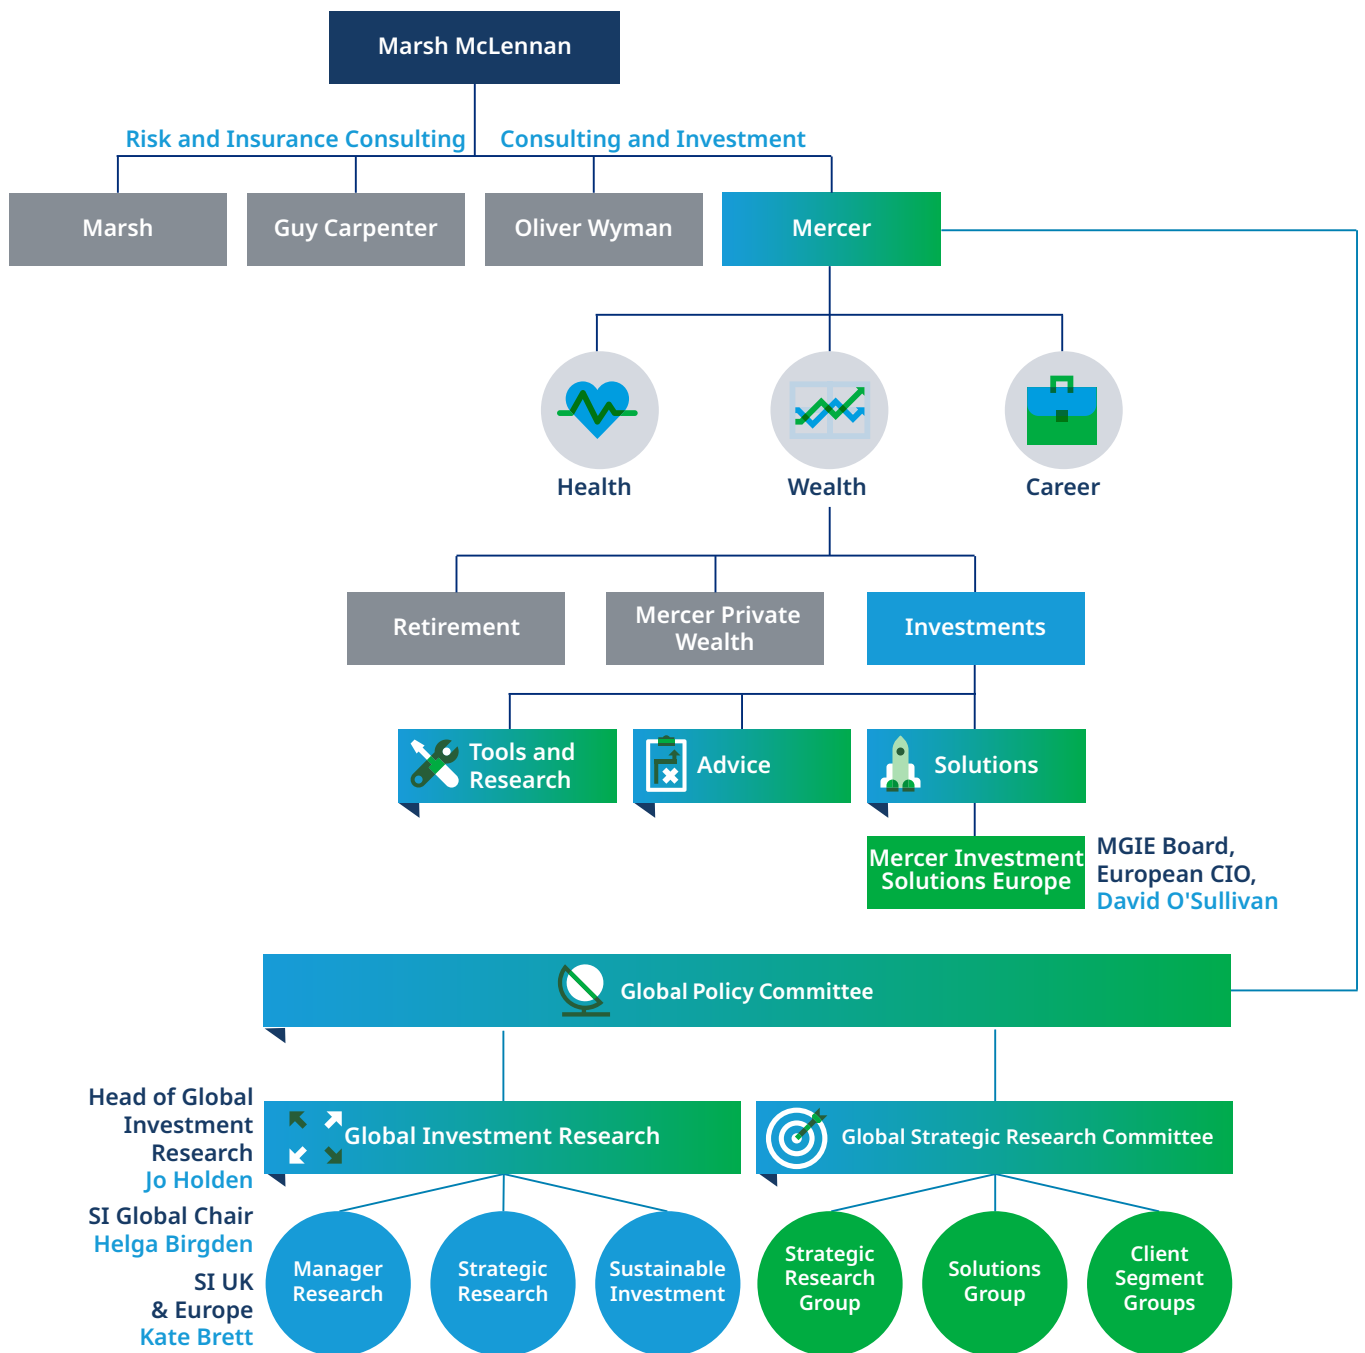 Marsh McLennan
Risk and Insurance Consulting
Consulting and Investment
Marsh
Guy Carpenter
Oliver Wyman
Mercer
Health
Wealth
Career
Retirement
Mercer Private
Wealth
Investments
Tools and
Research
Advice
Solutions
Mercer Investment
Solutions Europe
MGIE Board,
European CIO,
David O'Sullivan
Global Policy Committee
Head of Global
Investment
Research
Jo Holden
Global Investment Research
Global Strategic Research Committee
SI Global Chair
Helga Birgden
SI UK
& Europe
Kate Brett
Manager
Research
Strategic
Research
Sustainable
Investment
Strategic
Research
Group
Solutions
Group
Client
Segment
Groups